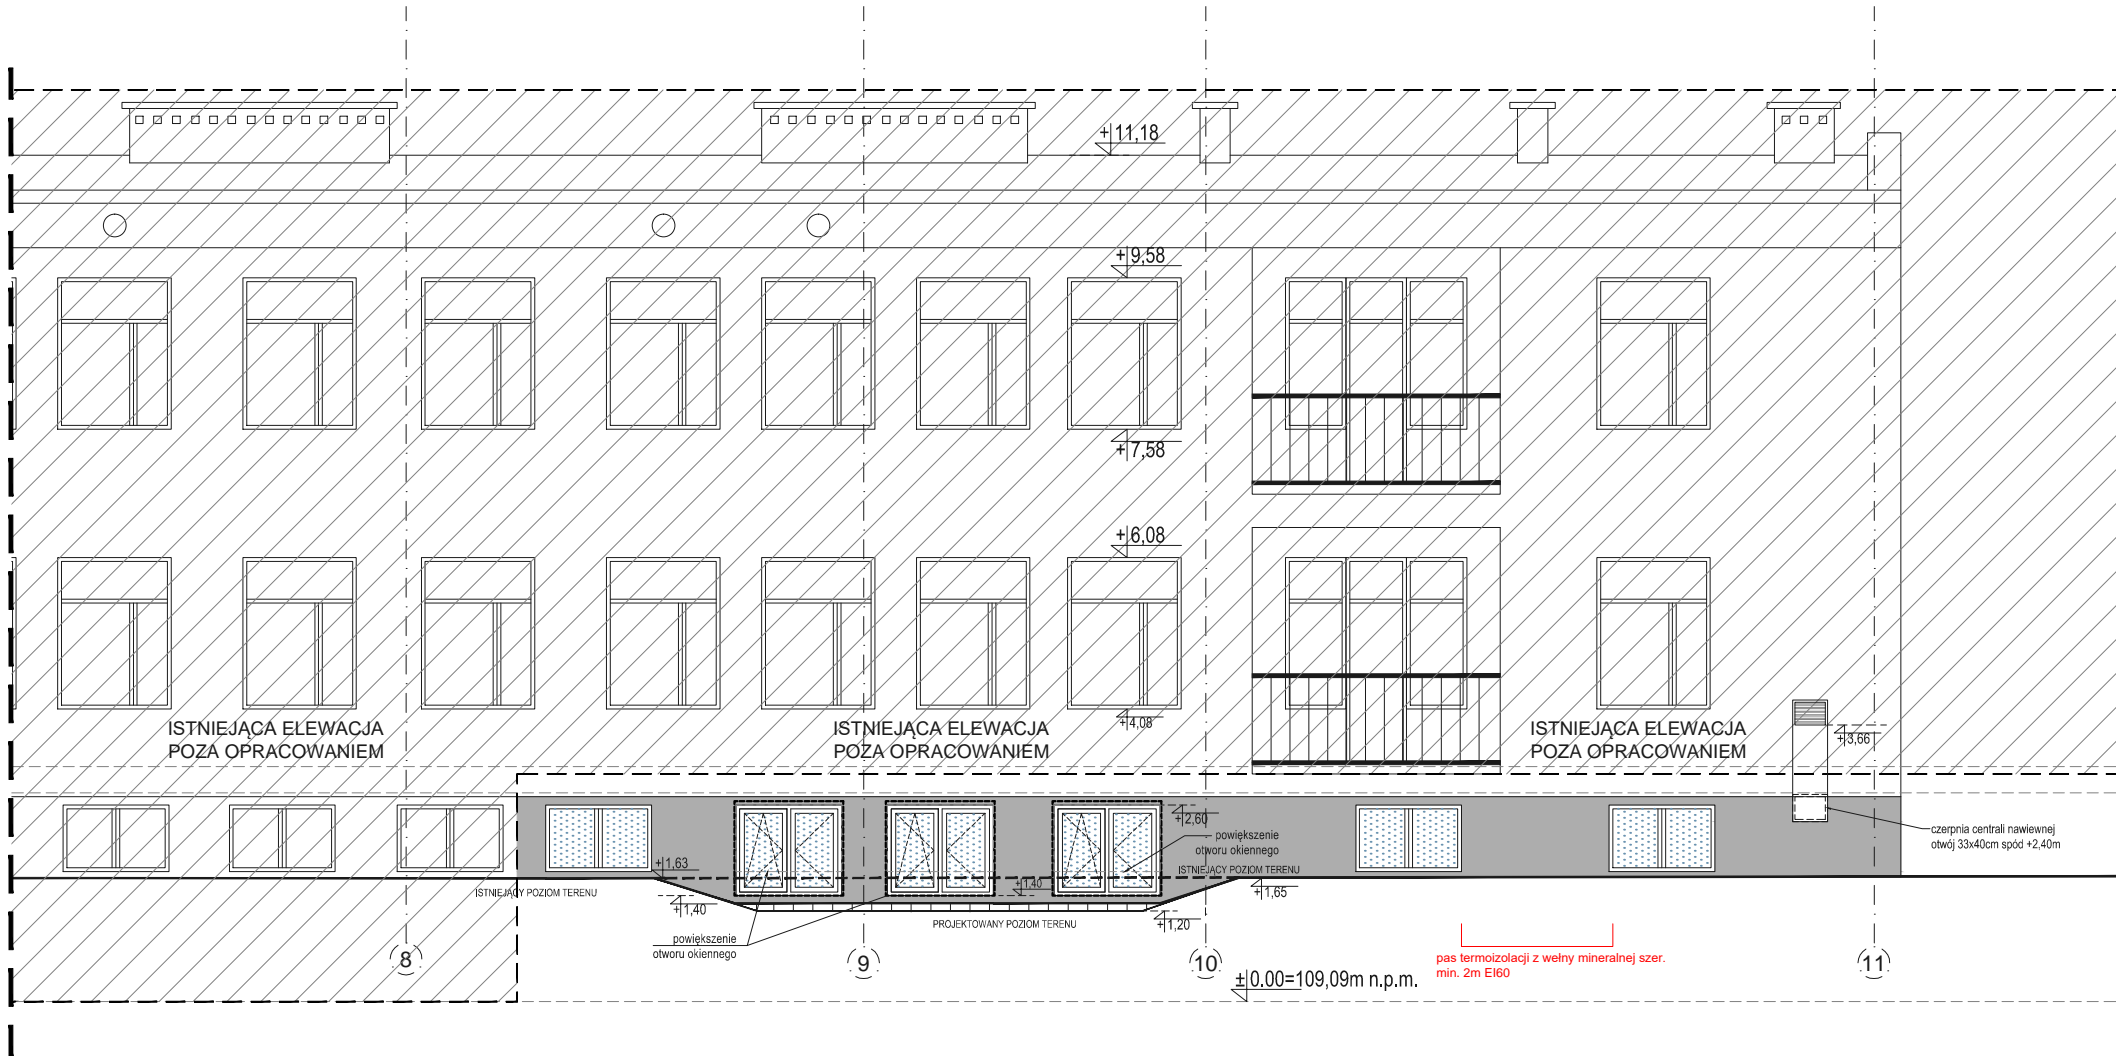 +11,18
+9,58
+7,58
+6,08
+4,08
ISTNIEJĄCA ELEWACJA
POZA OPRACOWANIEM
ISTNIEJĄCA ELEWACJA
POZA OPRACOWANIEM
ISTNIEJĄCA ELEWACJA
POZA OPRACOWANIEM
+3,66
+2,60
powiększenie
otworu okiennego
czerpnia centrali nawiewnej
otwój 33x40cm spód +2,40m
+1,63
ISTNIEJĄCY POZIOM TERENU
ISTNIEJĄCY POZIOM TERENU
+1,40
+1,65
+1,40
+1,20
PROJEKTOWANY POZIOM TERENU
powiększenie
otworu okiennego
8
9
10
11
pas termoizolacji z wełny mineralnej szer.
min. 2m EI60
±0.00=109,09m n.p.m.